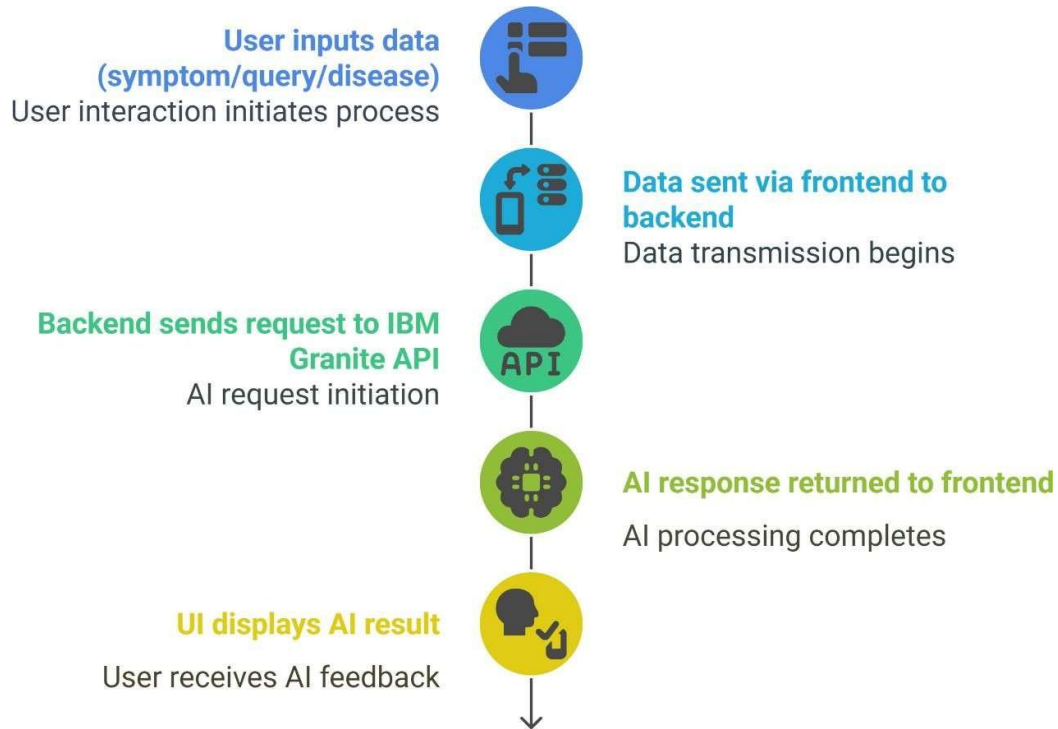 User inputs data
(symptom/query/disease)
User interaction initiates process
Data sent via frontend to
backend
Data transmission begins
Backend sends request to IBM
Granite API
AI request initiation
API
AI response returned to frontend
AI processing completes
UI displays AI result
User receives AI feedback